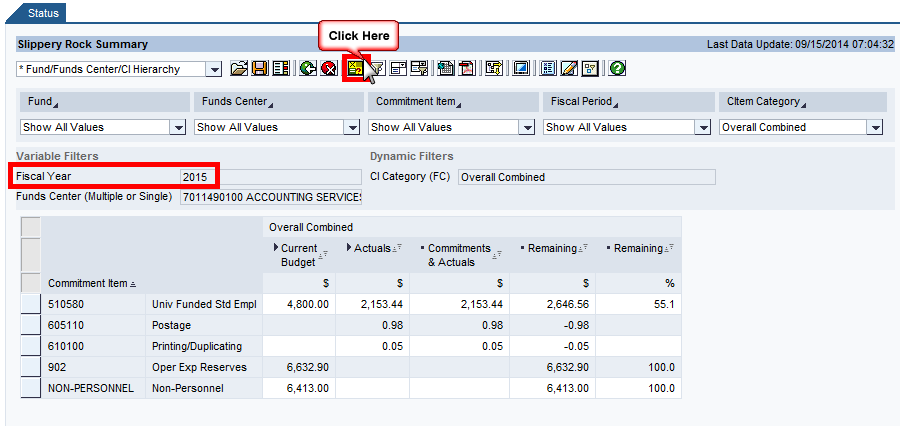 Status
Click Here
Slippery Rock Summary Last Data Update: 09/15/2014 07:04:32
* Fund/Funds Center/CI Hierarchy
Fund Funds Center Commitment Item Fiscal Period CItem Category
Show All Values Show All Values Show All Values Show All Values Overall Combined
Variable Filters Dynamic Filters
Fiscal Year 2015 CI Category (FC) Overall Combined
Funds Center (Multiple or Single) 7011490100 ACCOUNTING SERVICES
Overall Combined
Current Budget Actuals Commitments & Actuals Remaining Remaining
Commitment Item $ $ $ $ %
510580 Univ Funded Std Empl 4,800.00 2,153.44 2,153.44 2,646.56 55.1
605110 Postage 0.98 0.98 -0.98
610100 Printing/Duplicating 0.05 0.05 -0.05
902 Oper Exp Reserves 6,632.90 6,632.90 100.0
NON-PERSONNEL Non-Personnel 6,413.00 6,413.00 100.0